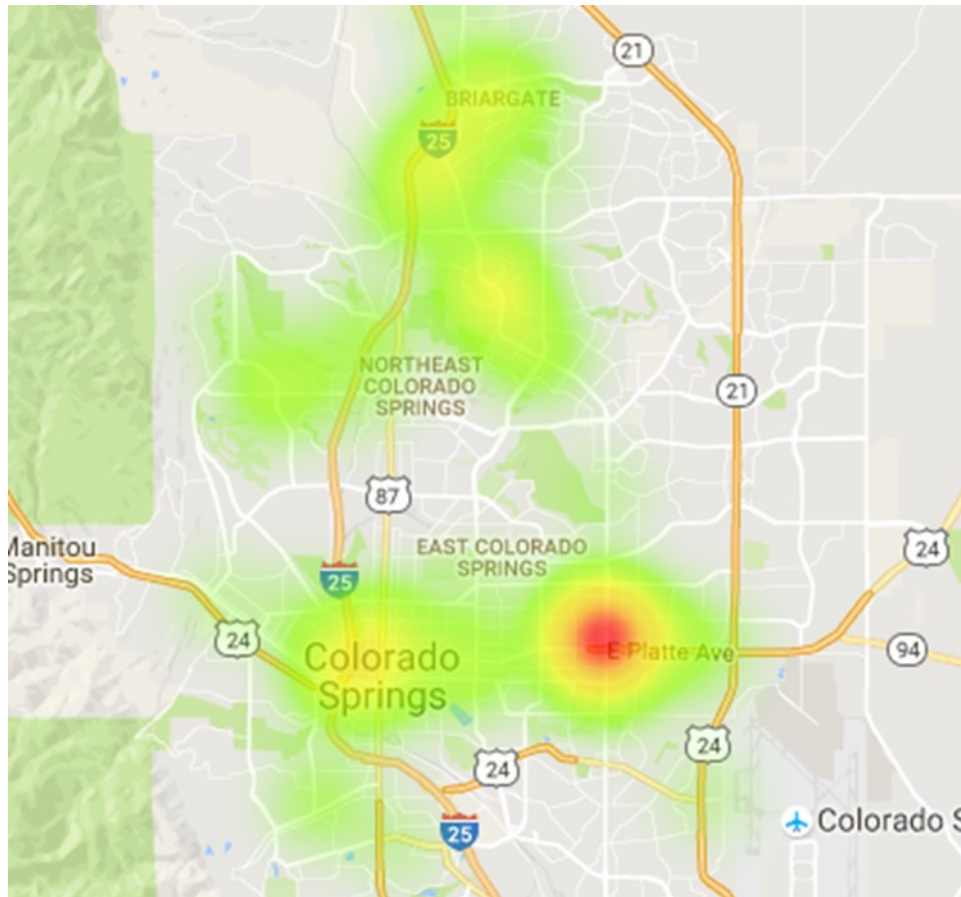 21
BRIARGATE
25
NORTHEAST
COLORADO
SPRINGS
21
87
Manitou
Springs
EAST COLORADO
SPRINGS
24
25
24
E Platte Ave
94
Colorado
Springs
24
24
25
Colorado S